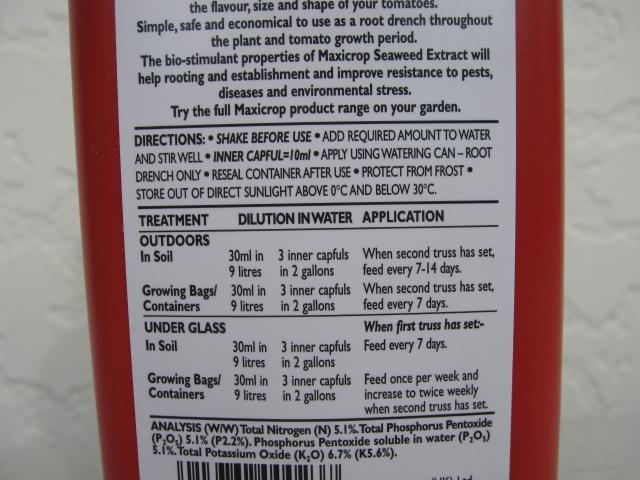 the flavour, size and shape of your tomatoes.
Simple, safe and economical to use as a root drench throughout
the plant and tomato growth period.
The bio-stimulant properties of Maxicrop Seaweed Extract will
help rooting and establishment and improve resistance to pests,
diseases and environmental stress.
Try the full Maxicrop product range on your garden.
DIRECTIONS: • SHAKE BEFORE USE • ADD REQUIRED AMOUNT TO WATER
AND STIR WELL • INNER CAPFUL=10ml • APPLY USING WATERING CAN – ROOT
DRENCH ONLY • RESEAL CONTAINER AFTER USE • PROTECT FROM FROST •
STORE OUT OF DIRECT SUNLIGHT ABOVE 0°C AND BELOW 30°C.
TREATMENT DILUTION IN WATER APPLICATION
OUTDOORS
In Soil 30ml in 3 inner capfuls When second truss has set,
9 litres in 2 gallons feed every 7-14 days.
Growing Bags/ 30ml in 3 inner capfuls When second truss has set,
Containers 9 litres in 2 gallons feed every 7 days.
UNDER GLASS When first truss has set:-
In Soil 30ml in 3 inner capfuls Feed every 7 days.
9 litres in 2 gallons
Growing Bags/ 30ml in 3 inner capfuls Feed once per week and
Containers 9 litres in 2 gallons increase to twice weekly
when second truss has set.
ANALYSIS (W/W) Total Nitrogen (N) 5.1%. Total Phosphorus Pentoxide
(P₂O₅) 5.1% (P2.2%). Phosphorus Pentoxide soluble in water (P₂O₅)
5.1%. Total Potassium Oxide (K₂O) 6.7% (K5.6%).